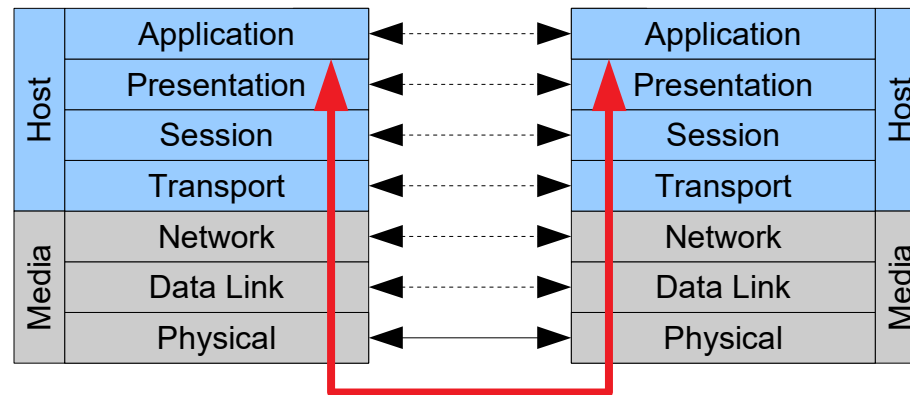 Host
Application
Presentation
Session
Transport
Media
Network
Data Link
Physical
Application
Presentation
Session
Transport
Host
Network
Data Link
Physical
Media